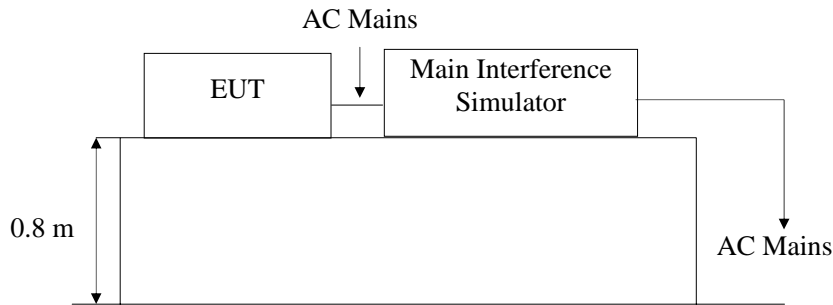 AC Mains
EUT
Main Interference
Simulator
0.8 m
AC Mains